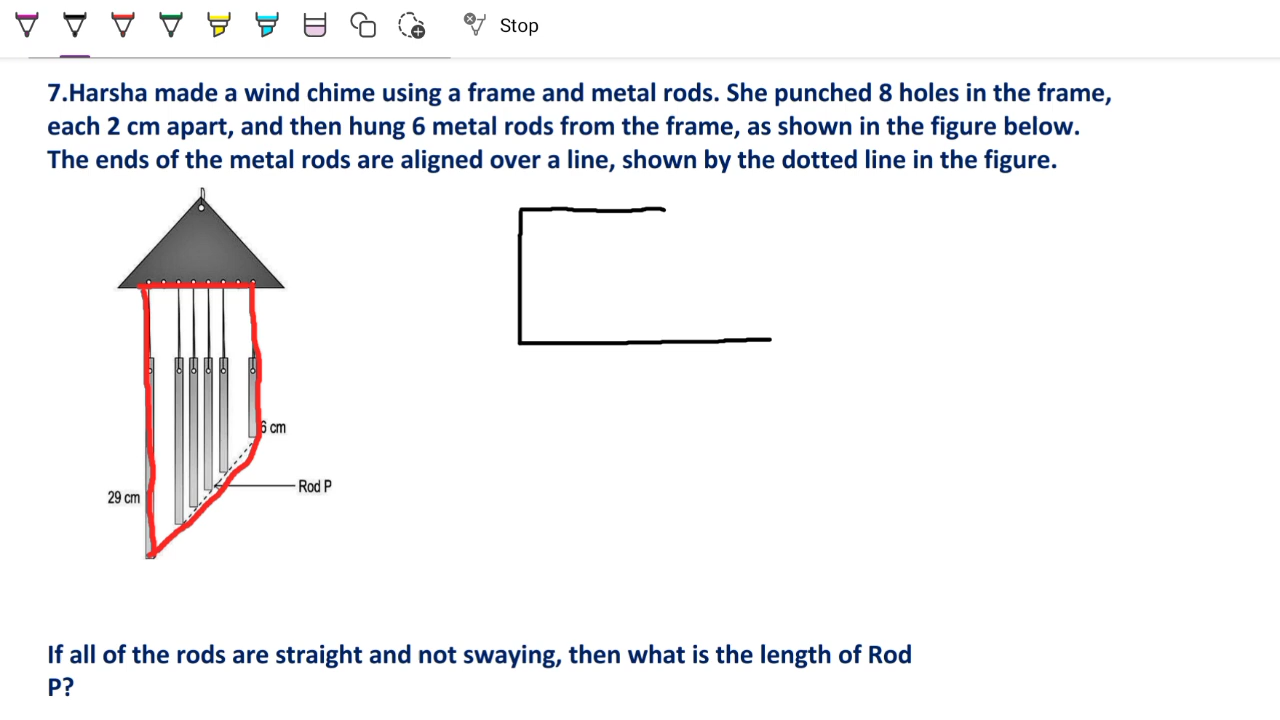 Stop
7.Harsha made a wind chime using a frame and metal rods. She punched 8 holes in the frame,
each 2 cm apart, and then hung 6 metal rods from the frame, as shown in the figure below.
The ends of the metal rods are aligned over a line, shown by the dotted line in the figure.
6 cm
Rod P
29 cm
If all of the rods are straight and not swaying, then what is the length of Rod
P?